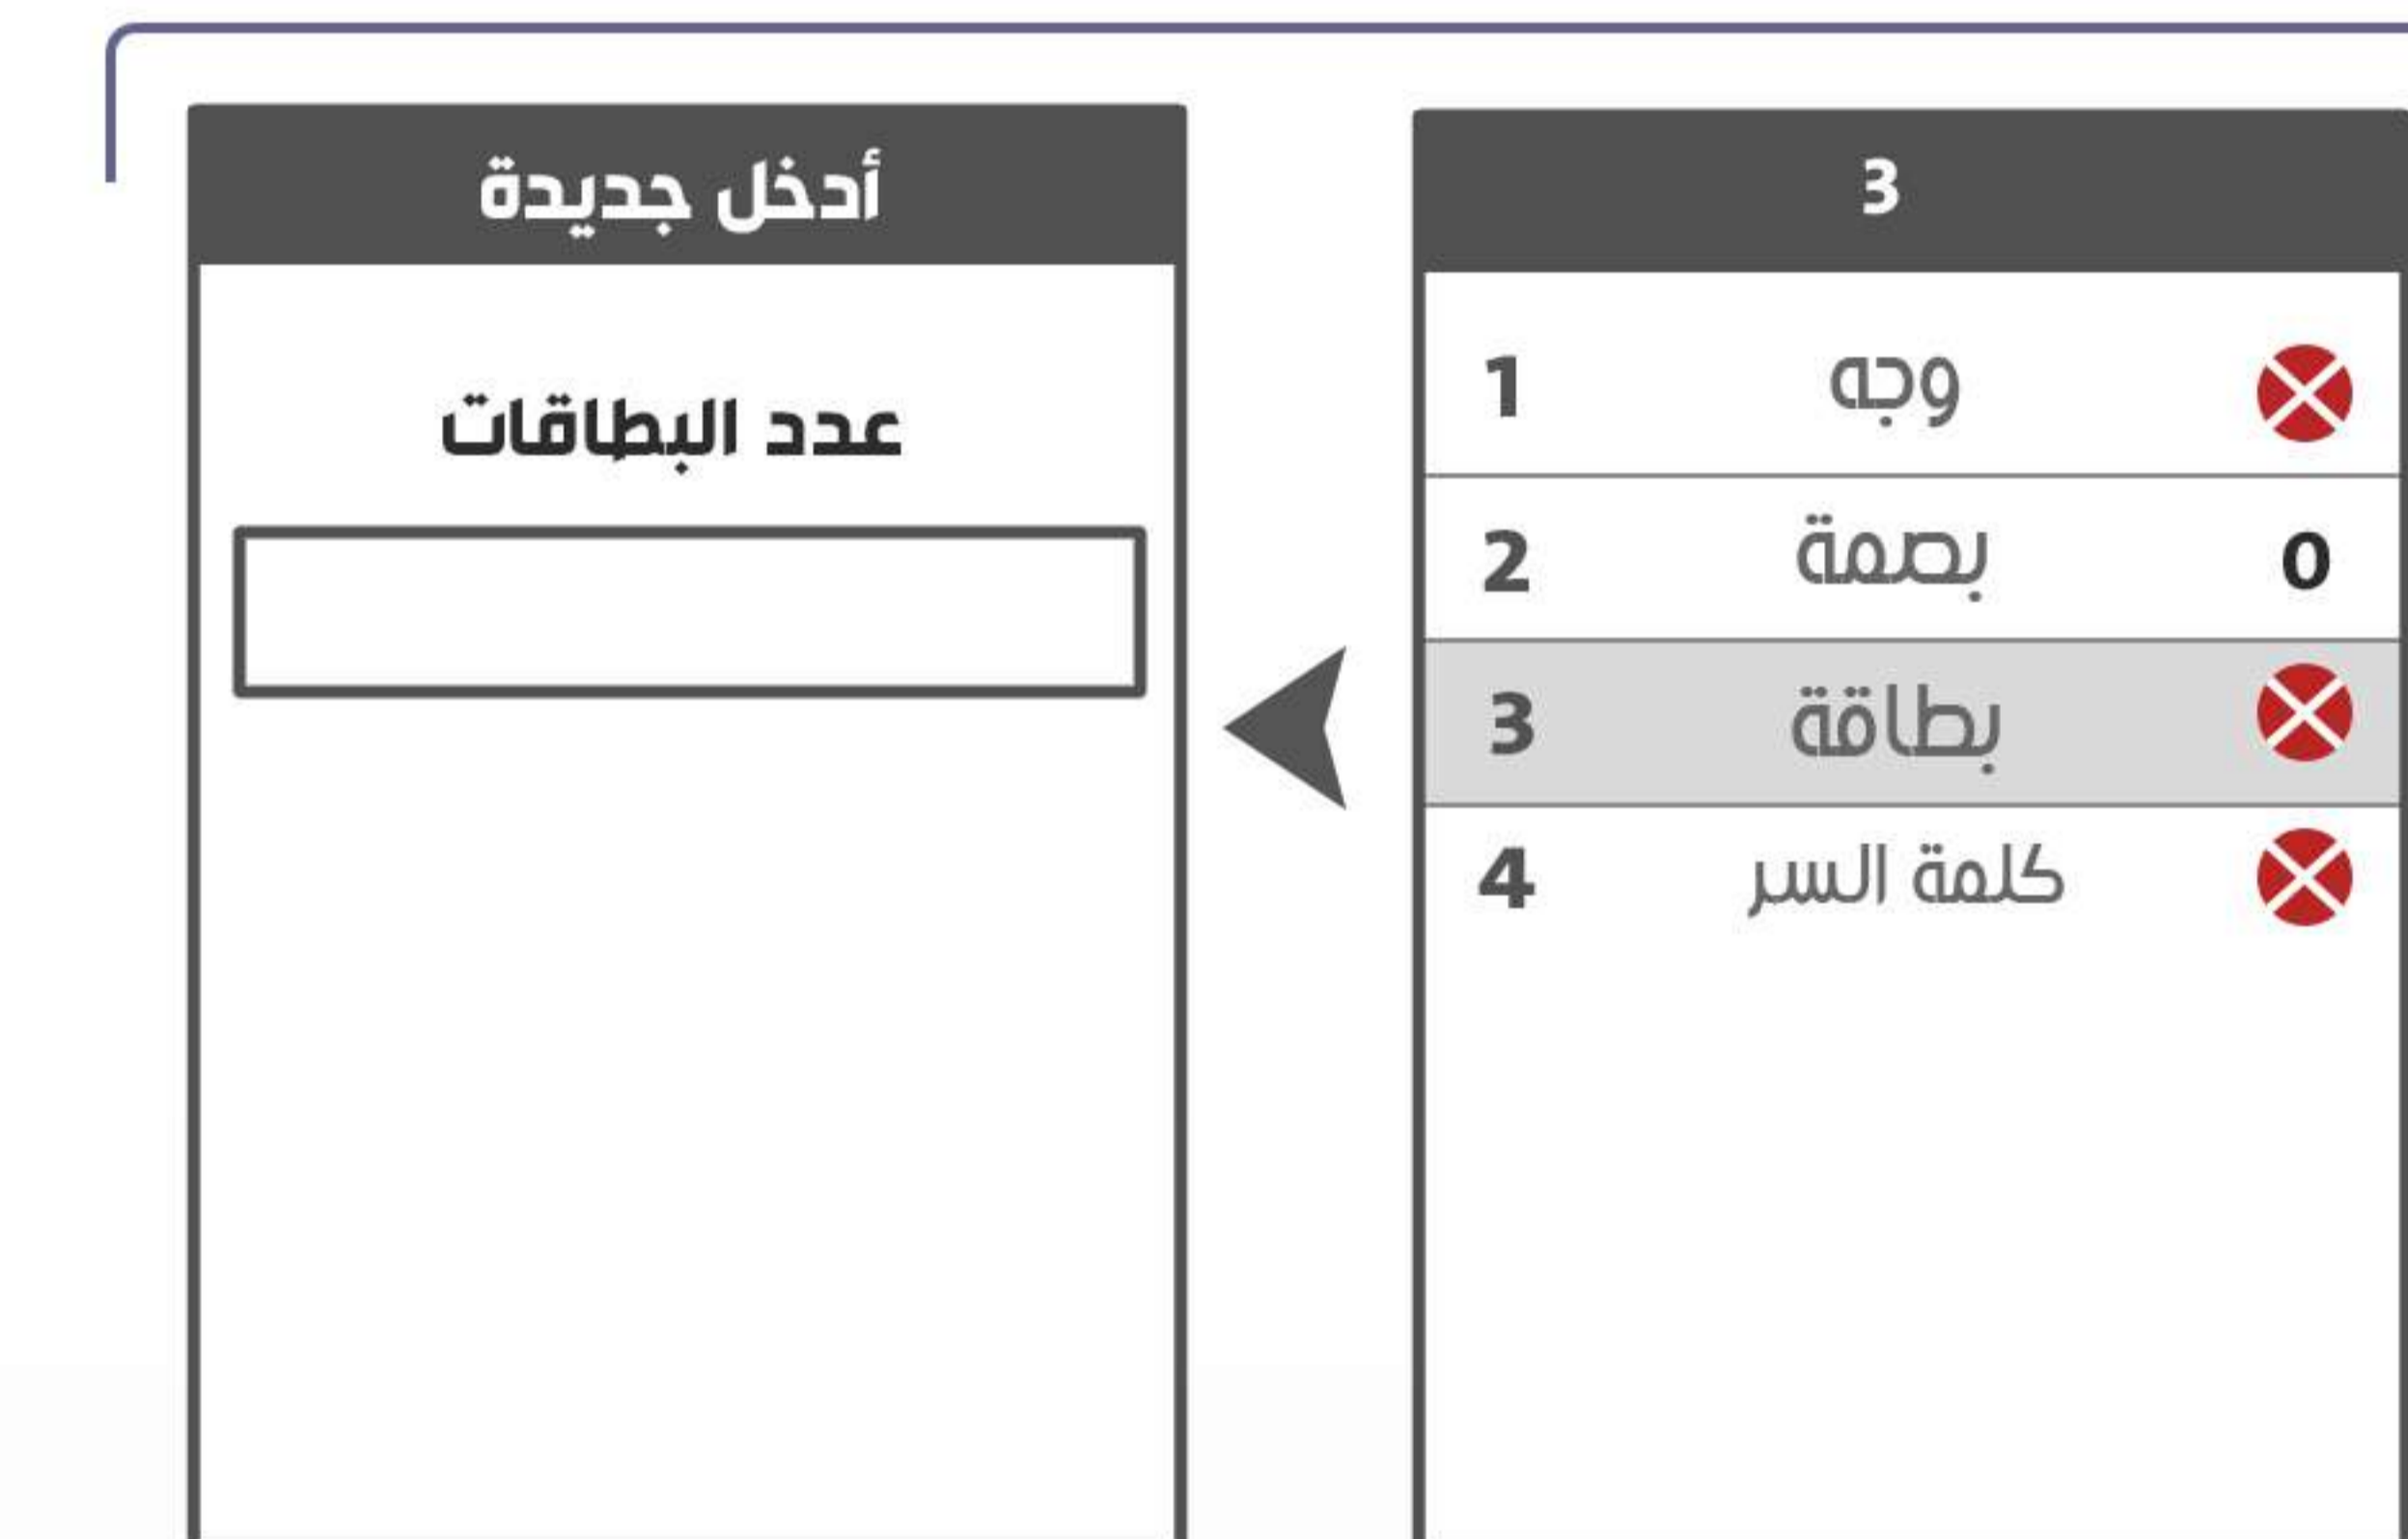 3
1 وجه
2 بصمة 0
3 بطاقة
4 كلمة السر
أدخل جديدة
عدد البطاقات